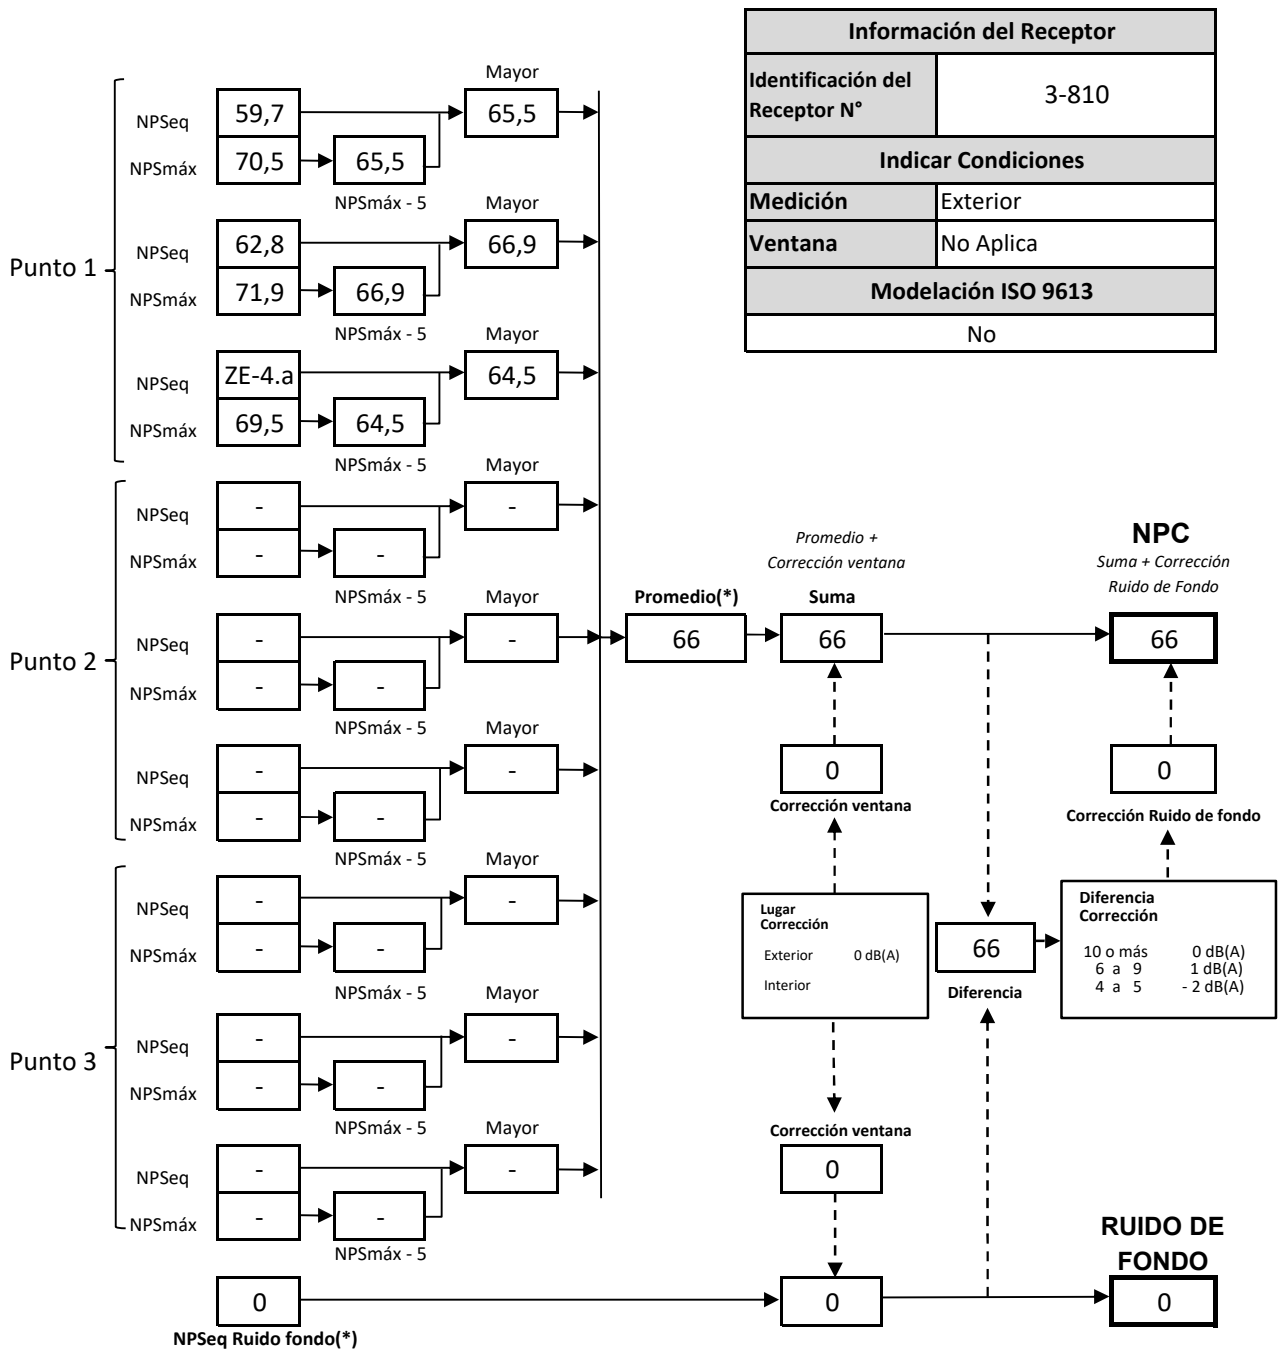 Información del Receptor
Identificación del Receptor N°
3-810
Indicar Condiciones
Medición
Exterior
Ventana
No Aplica
Modelación ISO 9613
No
Punto 1
Mayor
NPSeq
59,7
65,5
NPSmáx
70,5
65,5
NPSmáx - 5
Mayor
NPSeq
62,8
66,9
NPSmáx
71,9
66,9
NPSmáx - 5
Mayor
NPSeq
ZE-4.a
64,5
NPSmáx
69,5
64,5
NPSmáx - 5
Punto 2
Mayor
NPSeq
-
-
NPSmáx
-
-
NPSmáx - 5
Mayor
NPSeq
-
-
NPSmáx
-
-
NPSmáx - 5
Mayor
NPSeq
-
-
NPSmáx
-
-
NPSmáx - 5
Punto 3
Mayor
NPSeq
-
-
NPSmáx
-
-
NPSmáx - 5
Mayor
NPSeq
-
-
NPSmáx
-
-
NPSmáx - 5
Mayor
NPSeq
-
-
NPSmáx
-
-
NPSmáx - 5
0
NPSeq Ruido fondo(*)
Promedio(*)
66
Promedio +
Corrección ventana
Suma
66
0
Corrección ventana
Lugar
Corrección
Exterior 0 dB(A)
Interior
Corrección ventana
0
0
66
Diferencia
NPC
Suma + Corrección
Ruido de Fondo
66
0
Corrección Ruido de fondo
Diferencia
Corrección
10 o más 0 dB(A)
6 a 9 1 dB(A)
4 a 5 - 2 dB(A)
RUIDO DE
FONDO
0